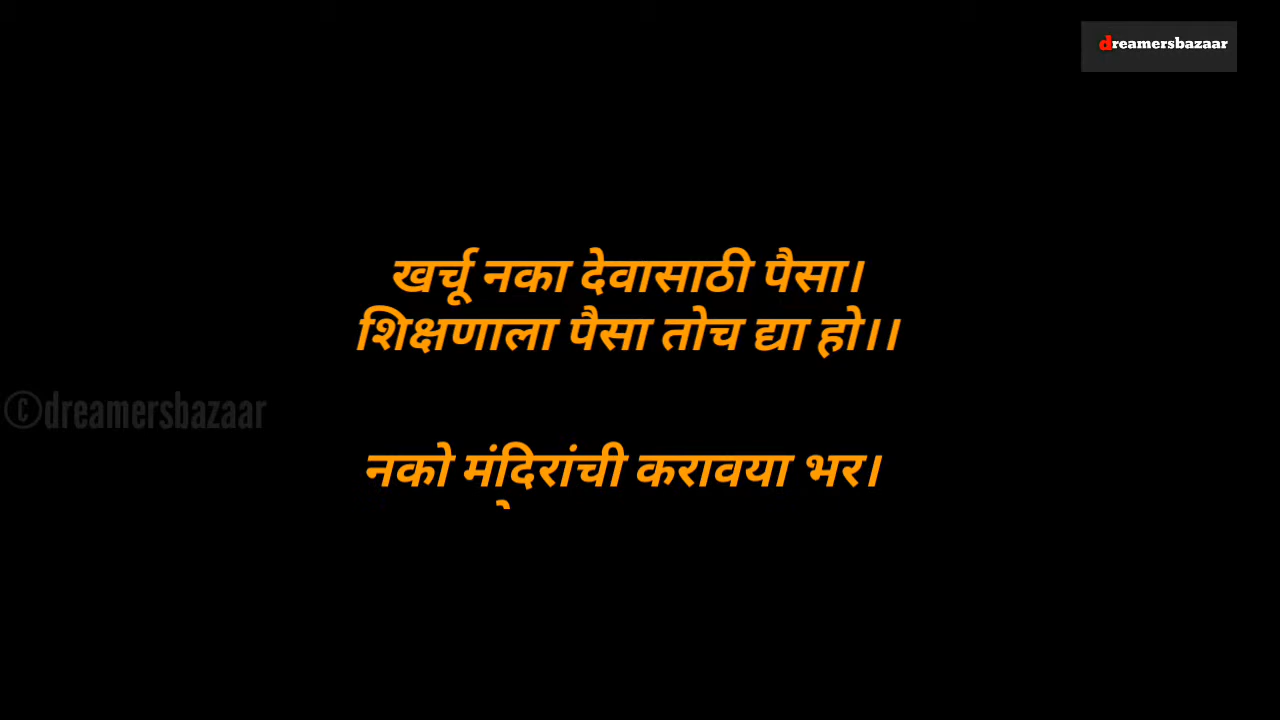 dreamersbazaar
खर्चू नका देवासाठी पैसा।
शिक्षणाला पैसा तोच द्या हो।।
©dreamersbazaar
नको मंदिरांची करावया भर।